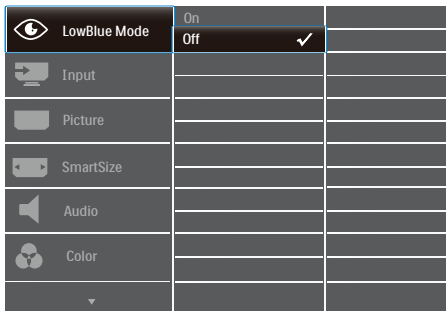 LowBlue Mode
On
Off
Input
Picture
SmartSize
Audio
Color